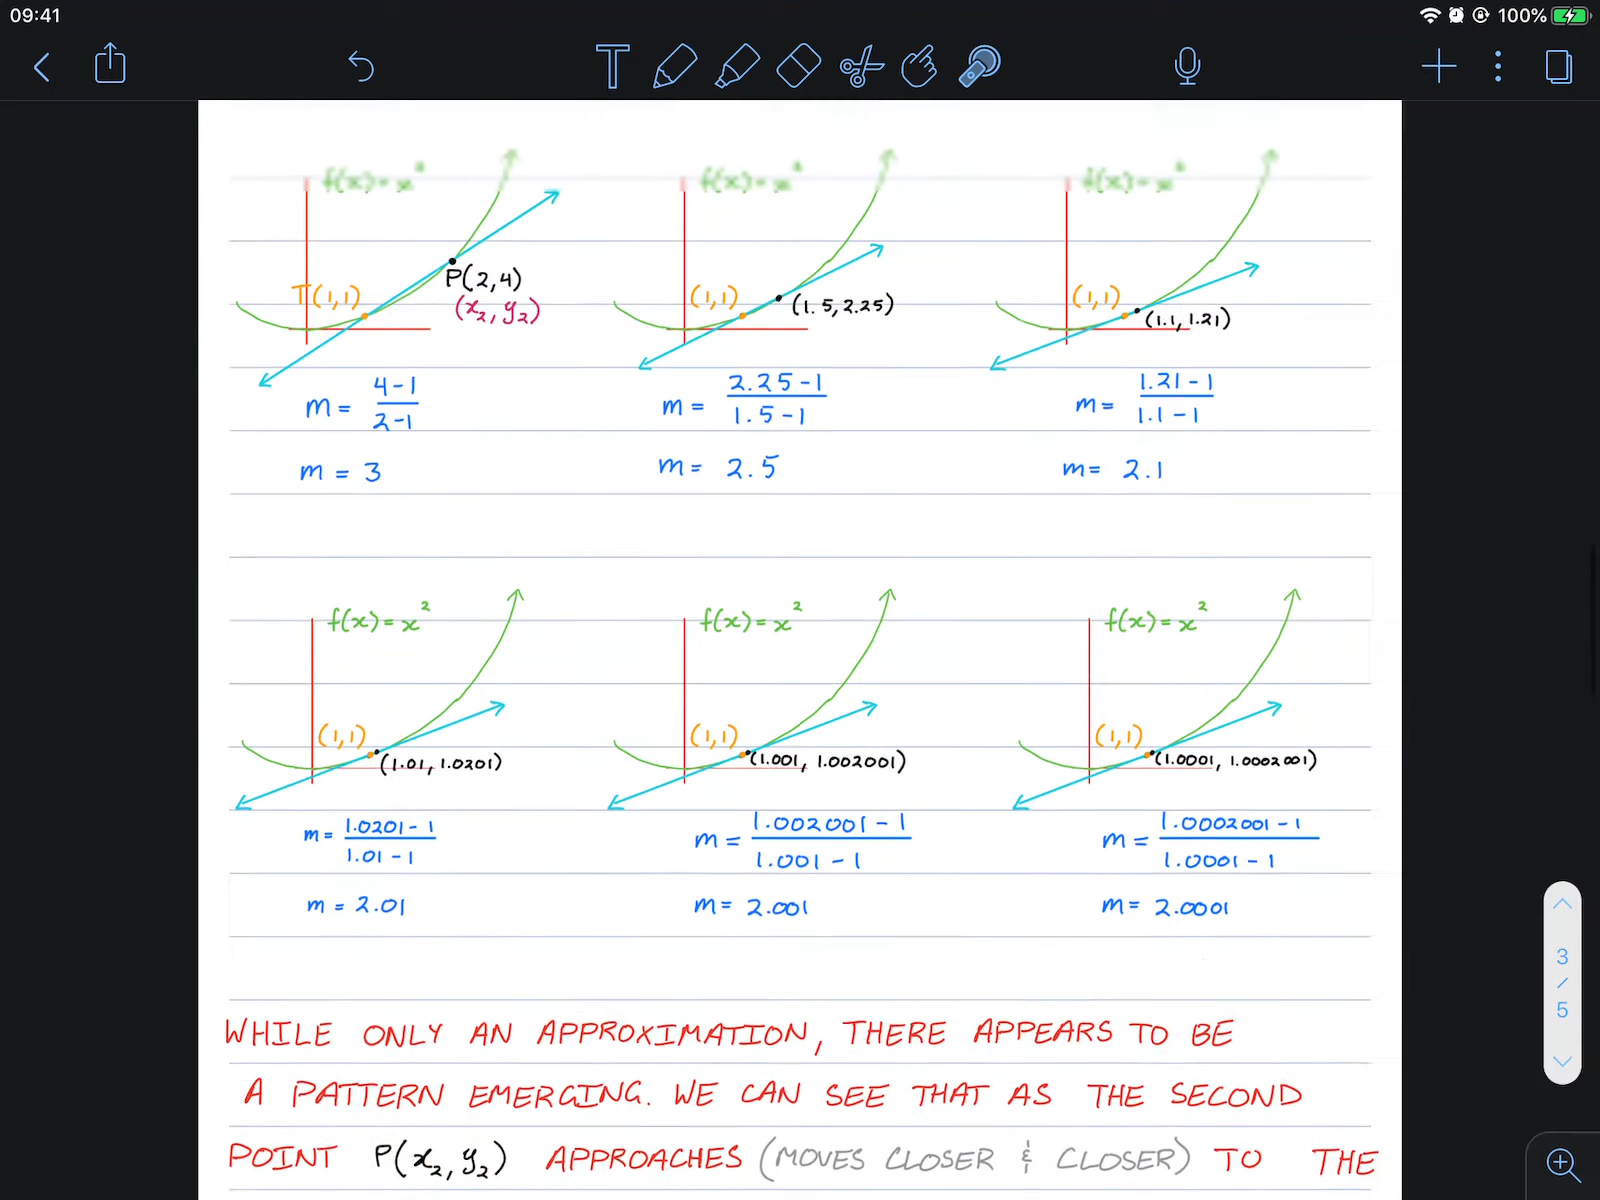 09:41
100%
f(x) = x²
f(x) = x²
f(x) = x²
T(1,1)
P(2,4)
(x₂, y₂)
(1,1)
(1.5, 2.25)
(1,1)
(1.1, 1.21)
m = 4-1 / 2-1
m = 2.25-1 / 1.5-1
m = 1.21-1 / 1.1-1
m = 3
m = 2.5
m = 2.1
f(x) = x²
f(x) = x²
f(x) = x²
(1,1)
(1.01, 1.0201)
(1,1)
(1.001, 1.002001)
(1,1)
(1.0001, 1.0002001)
m = 1.0201-1 / 1.01-1
m = 1.002001-1 / 1.001-1
m = 1.0002001-1 / 1.0001-1
m = 2.01
m = 2.001
m = 2.0001
3
/
5
WHILE ONLY AN APPROXIMATION, THERE APPEARS TO BE
A PATTERN EMERGING. WE CAN SEE THAT AS THE SECOND
POINT P(x₂, y₂) APPROACHES (MOVES CLOSER & CLOSER) TO THE